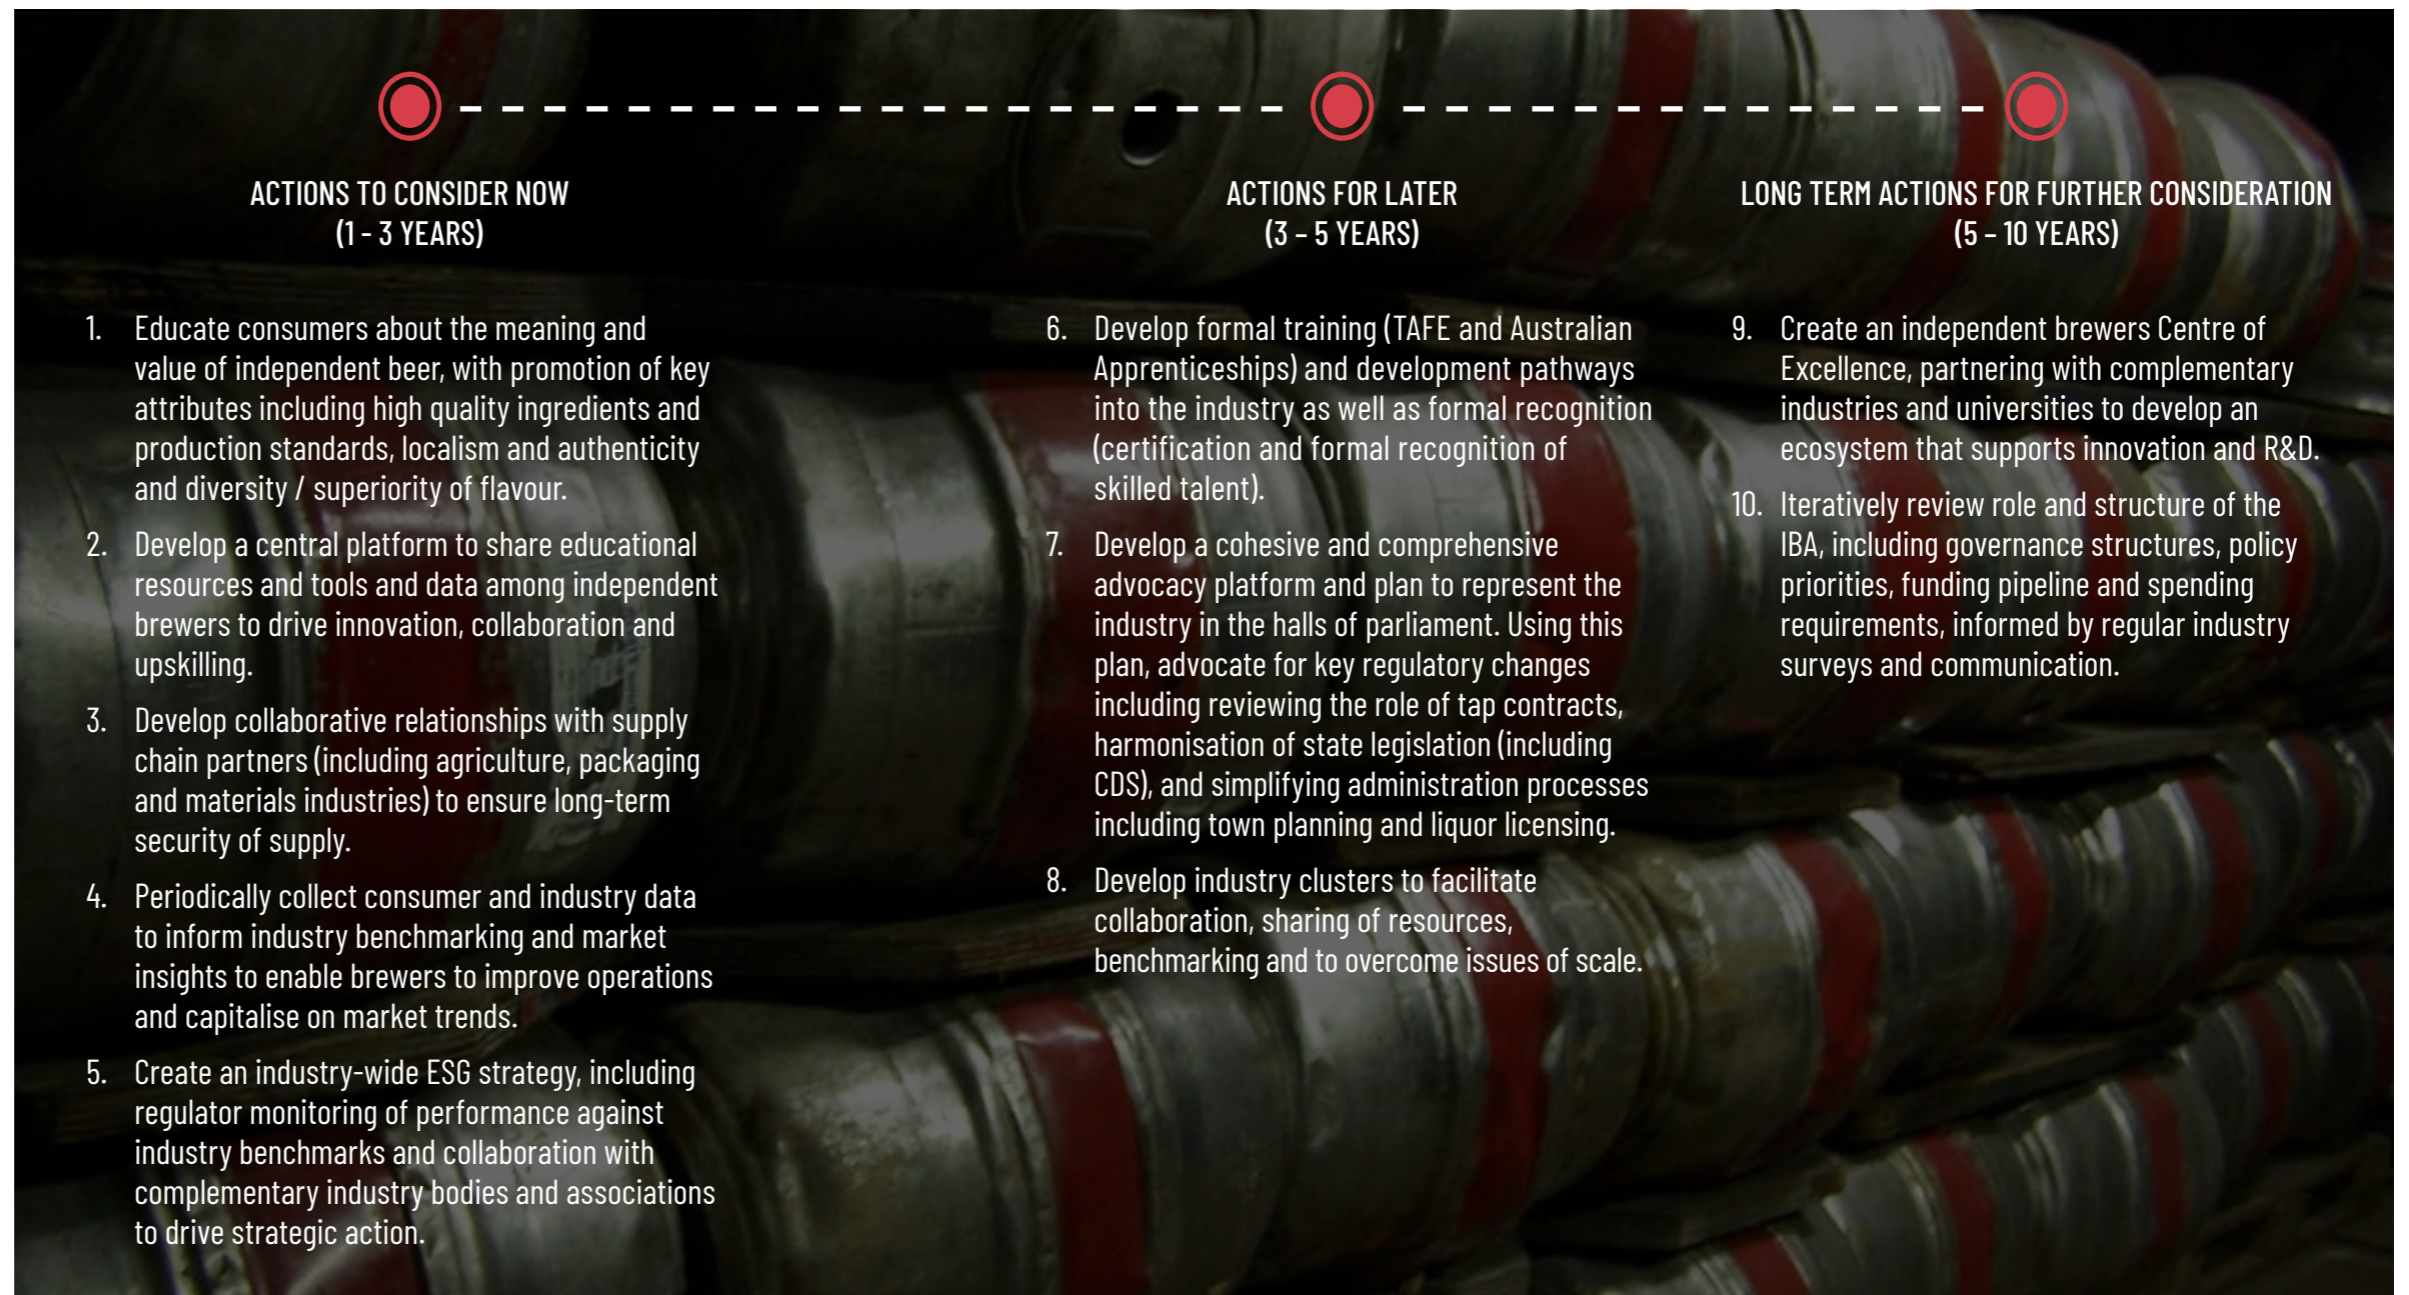 ACTIONS TO CONSIDER NOW
(1 - 3 YEARS)
1. Educate consumers about the meaning and
value of independent beer, with promotion of key
attributes including high quality ingredients and
production standards, localism and authenticity
and diversity / superiority of flavour.
2. Develop a central platform to share educational
resources and tools and data among independent
brewers to drive innovation, collaboration and
upskilling.
3. Develop collaborative relationships with supply
chain partners (including agriculture, packaging
and materials industries) to ensure long-term
security of supply.
4. Periodically collect consumer and industry data
to inform industry benchmarking and market
insights to enable brewers to improve operations
and capitalise on market trends.
5. Create an industry-wide ESG strategy, including
regulator monitoring of performance against
industry benchmarks and collaboration with
complementary industry bodies and associations
to drive strategic action.
ACTIONS FOR LATER
(3 – 5 YEARS)
6. Develop formal training (TAFE and Australian
Apprenticeships) and development pathways
into the industry as well as formal recognition
(certification and formal recognition of
skilled talent).
7. Develop a cohesive and comprehensive
advocacy platform and plan to represent the
industry in the halls of parliament. Using this
plan, advocate for key regulatory changes
including reviewing the role of tap contracts,
harmonisation of state legislation (including
CDS), and simplifying administration processes
including town planning and liquor licensing.
8. Develop industry clusters to facilitate
collaboration, sharing of resources,
benchmarking and to overcome issues of scale.
LONG TERM ACTIONS FOR FURTHER CONSIDERATION
(5 – 10 YEARS)
9. Create an independent brewers Centre of
Excellence, partnering with complementary
industries and universities to develop an
ecosystem that supports innovation and R&D.
10. Iteratively review role and structure of the
IBA, including governance structures, policy
priorities, funding pipeline and spending
requirements, informed by regular industry
surveys and communication.